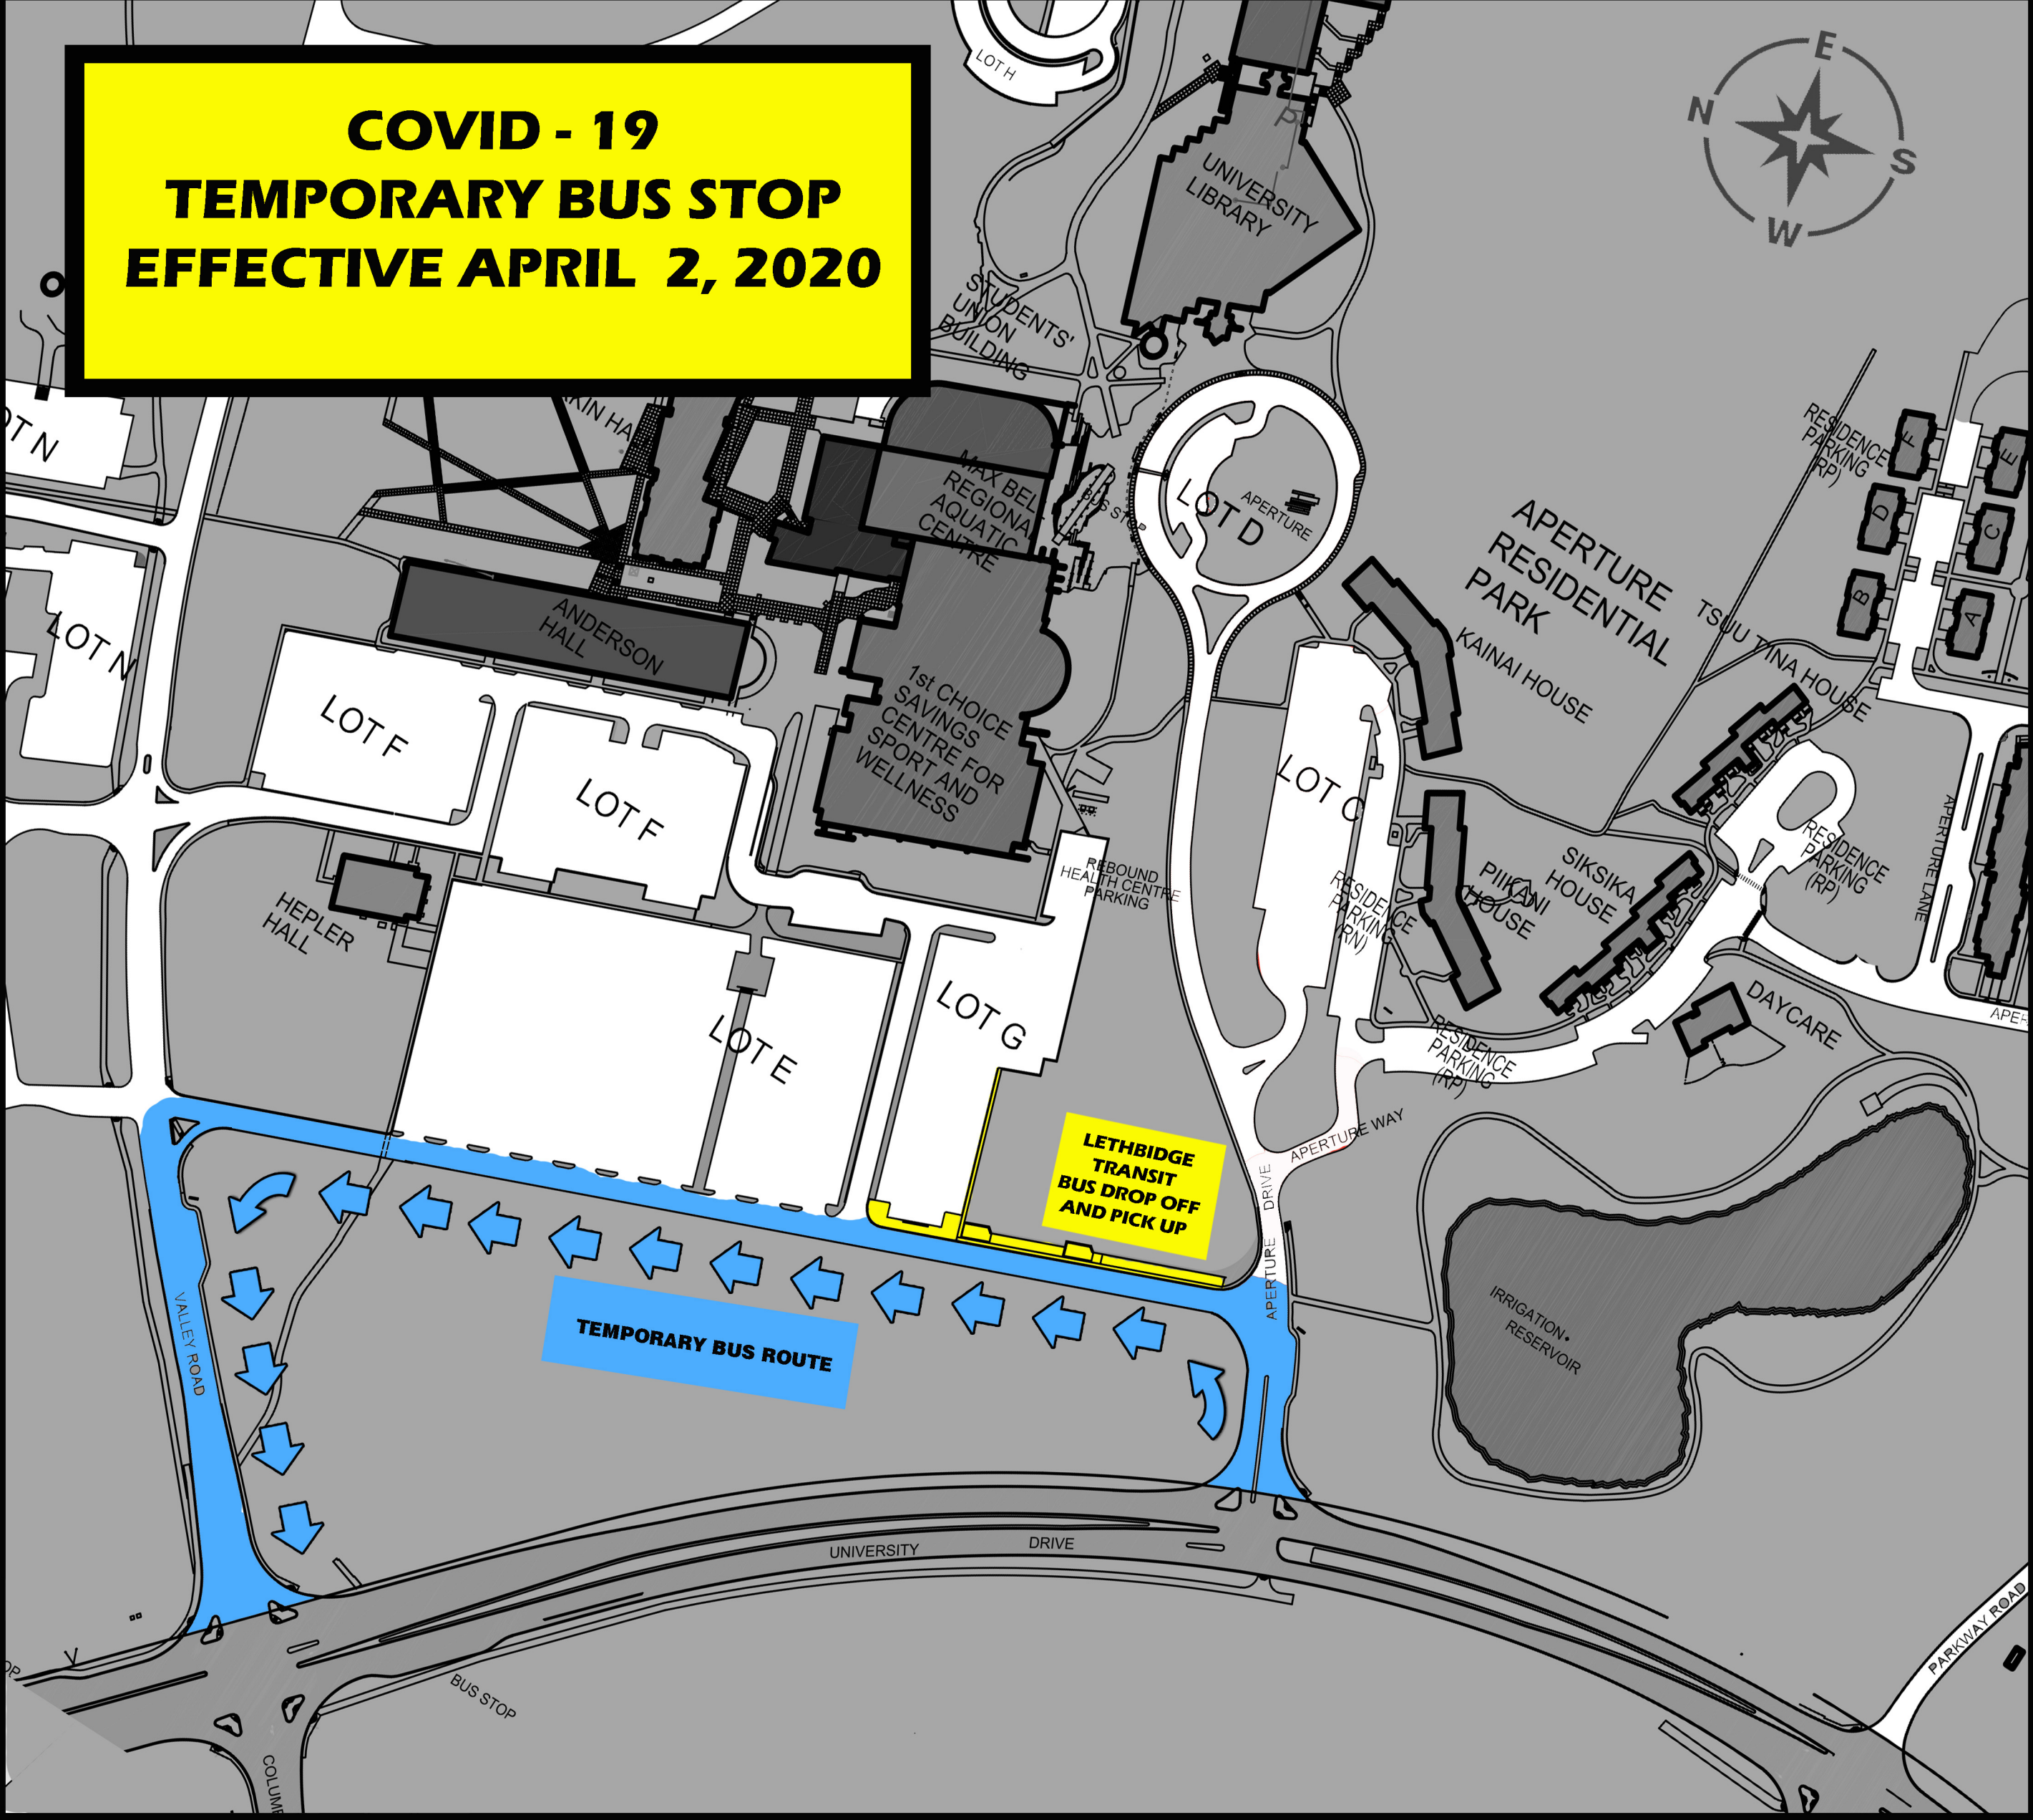 COVID - 19
TEMPORARY BUS STOP
EFFECTIVE APRIL 2, 2020
LOT H
E
N
S
W
P
UNIVERSITY
LIBRARY
STUDENTS'
UNION
BUILDING
LOT N
MAX BELL
REGIONAL
AQUATIC
CENTRE
BUS STOP
LOT D
APERTURE
APERTURE
RESIDENTIAL
PARK
RESIDENCE
PARKING
(RP)
F
E
D
C
B
A
LOT N
ANDERSON
HALL
KAINAI HOUSE
TSUU T'INA HOUSE
LOT F
LOT F
1st CHOICE
SAVINGS
CENTRE FOR
SPORT AND
WELLNESS
LOT C
REBOUND
HEALTH CENTRE
PARKING
RESIDENCE
PARKING
(RN)
PIIKANI
HOUSE
SIKSIKA
HOUSE
RESIDENCE
PARKING
(RP)
APERTURE LANE
HEPLER
HALL
LOT E
LOT G
RESIDENCE
PARKING
(RP)
DAYCARE
APER
LETHBIDGE
TRANSIT
BUS DROP OFF
AND PICK UP
APERTURE WAY
APERTURE DRIVE
IRRIGATION
RESERVOIR
VALLEY ROAD
TEMPORARY BUS ROUTE
UNIVERSITY DRIVE
PARKWAY ROAD
BUS STOP
OP
COLUM